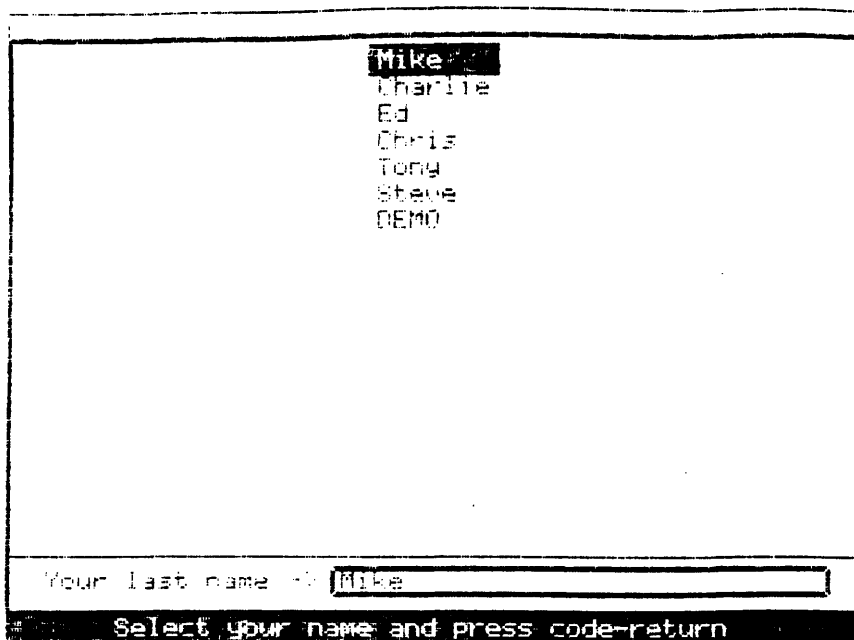 Mike
Charlie
Ed
Chris
Tony
Steve
DEMO
Your last name -> Mike
Select your name and press code-return